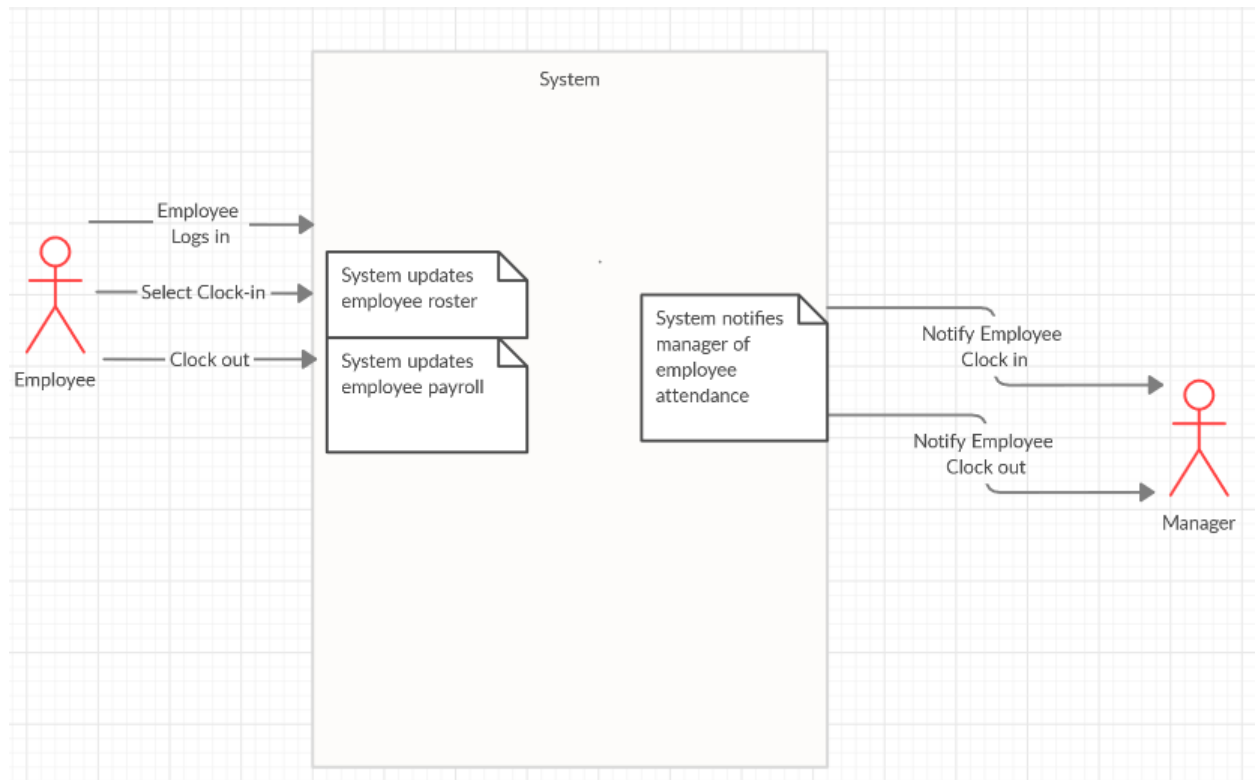 System
Employee
Logs in
Select Clock-in
Clock out
Employee
System updates
employee roster
System updates
employee payroll
System notifies
manager of
employee
attendance
Notify Employee
Clock in
Notify Employee
Clock out
Manager